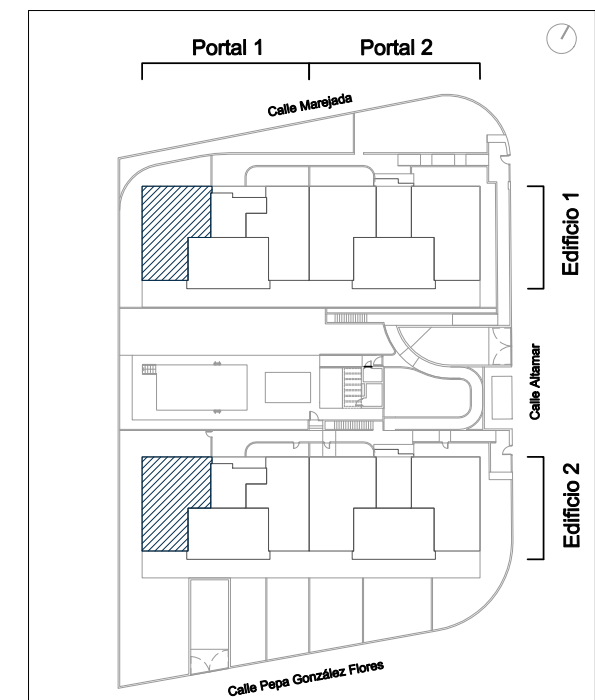 Portal 1
Portal 2
Calle Marejada
Edificio 1
Calle Altamar
Edificio 2
Calle Pepa González Flores